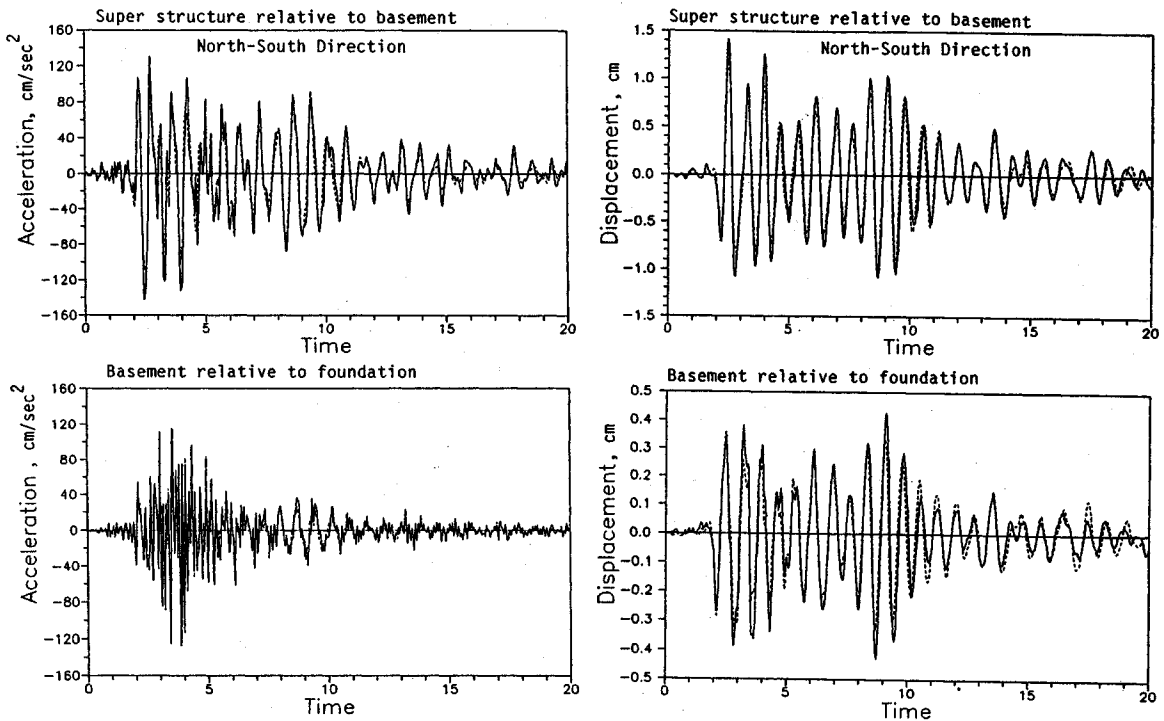 Super structure relative to basement
North-South Direction
Acceleration, cm/sec²
160
120
80
40
0
−40
−80
−120
−160
0 5 10 15 20
Time
Super structure relative to basement
North-South Direction
Displacement, cm
1.5
1.0
0.5
0.0
−0.5
−1.0
−1.5
0 5 10 15 20
Time
Basement relative to foundation
Acceleration , cm/sec²
160
120
80
40
0
−40
−80
−120
−160
0 5 10 15 20
Time
Basement relative to foundation
Displacement, cm
0.5
0.4
0.3
0.2
0.1
0.0
−0.1
−0.2
−0.3
−0.4
−0.5
0 5 10 15 20
Time